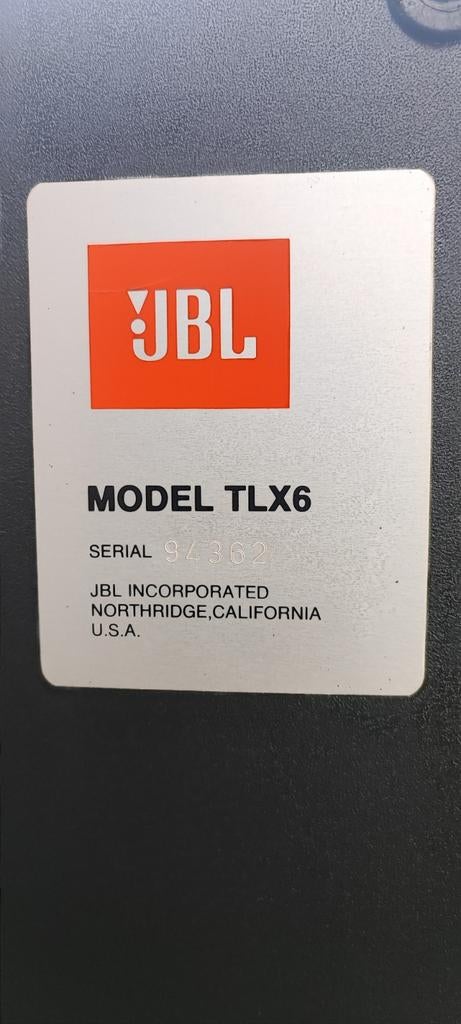 JBL
MODEL TLX6
SERIAL 94362
JBL INCORPORATED
NORTHRIDGE,CALIFORNIA
U.S.A.